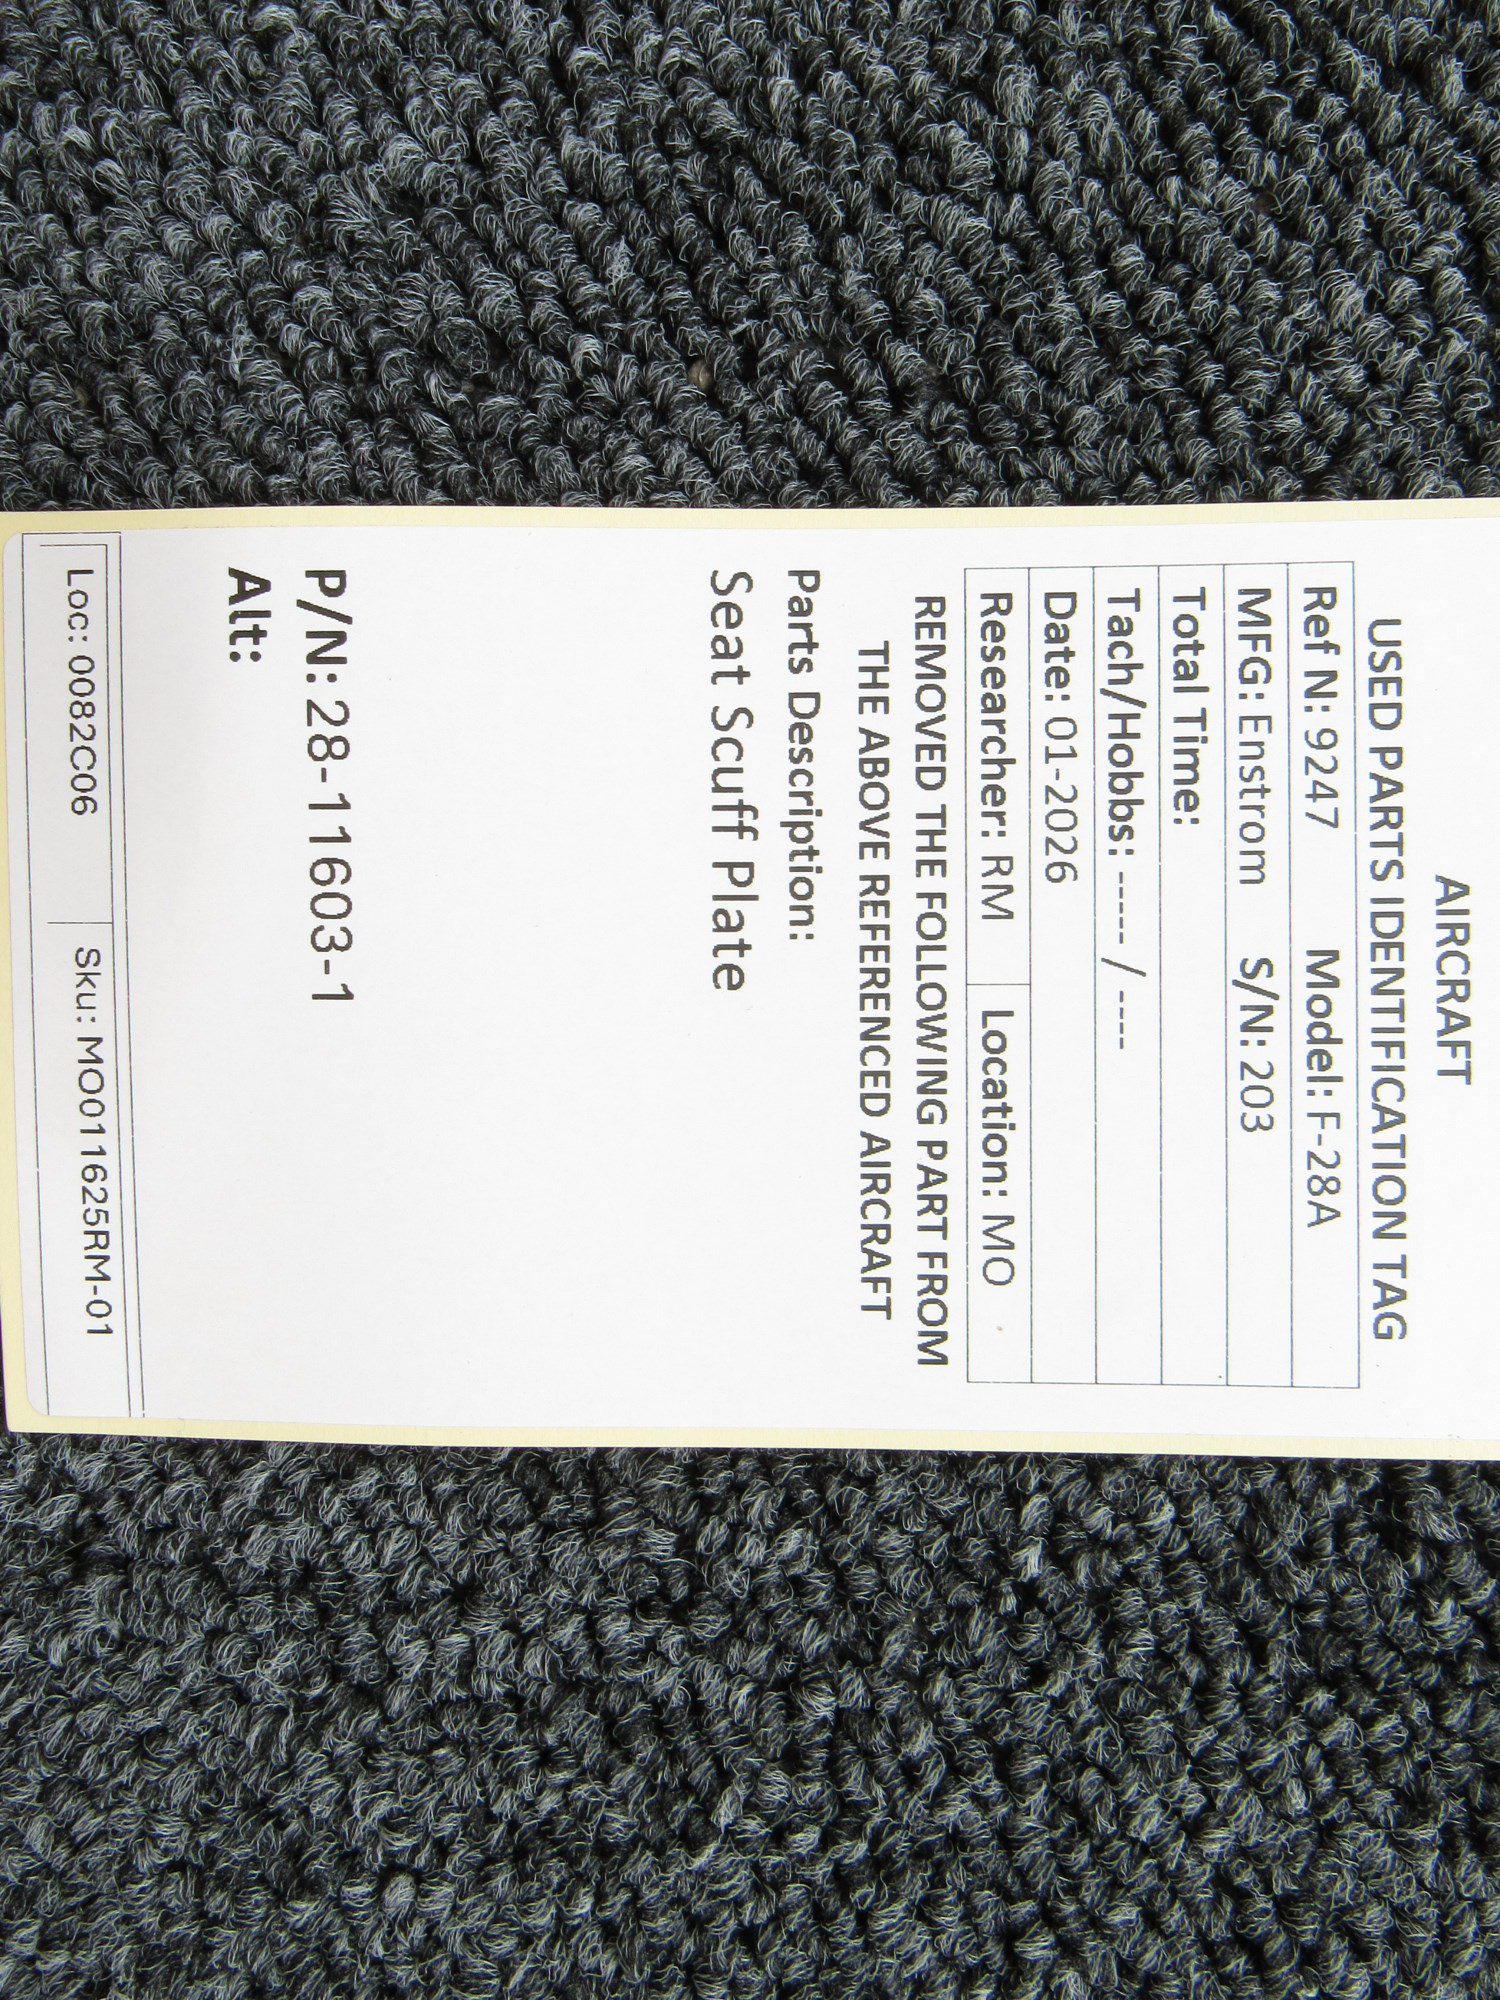 AIRCRAFT
USED PARTS IDENTIFICATION TAG
Ref N: 9247 Model: F-28A
MFG: Enstrom S/N: 203
Total Time:
Tach/Hobbs: ----- / ----
Date: 01-2026
Researcher: RM Location: MO
REMOVED THE FOLLOWING PART FROM
THE ABOVE REFERENCED AIRCRAFT
Parts Description:
Seat Scuff Plate
P/N: 28-11603-1
Alt:
Loc: 0082C06 Sku: MO011625RM-01